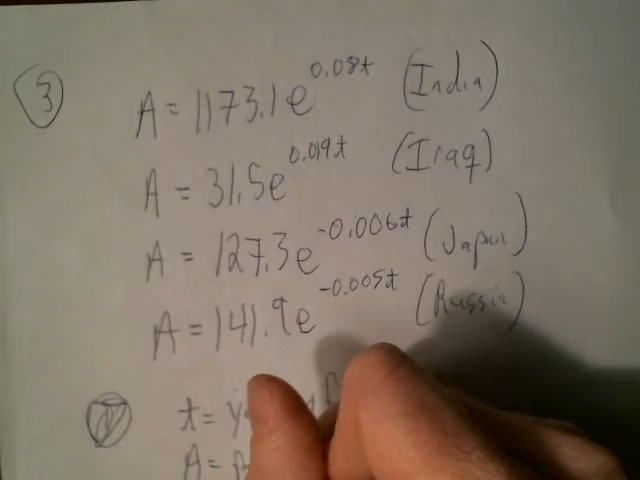 ③ A = 1173.1e^0.08t (India)
A = 31.5e^0.019t (Iraq)
A = 127.3e^-0.006t (Japan)
A = 141.9e^-0.005t (Russia)
t =
A =